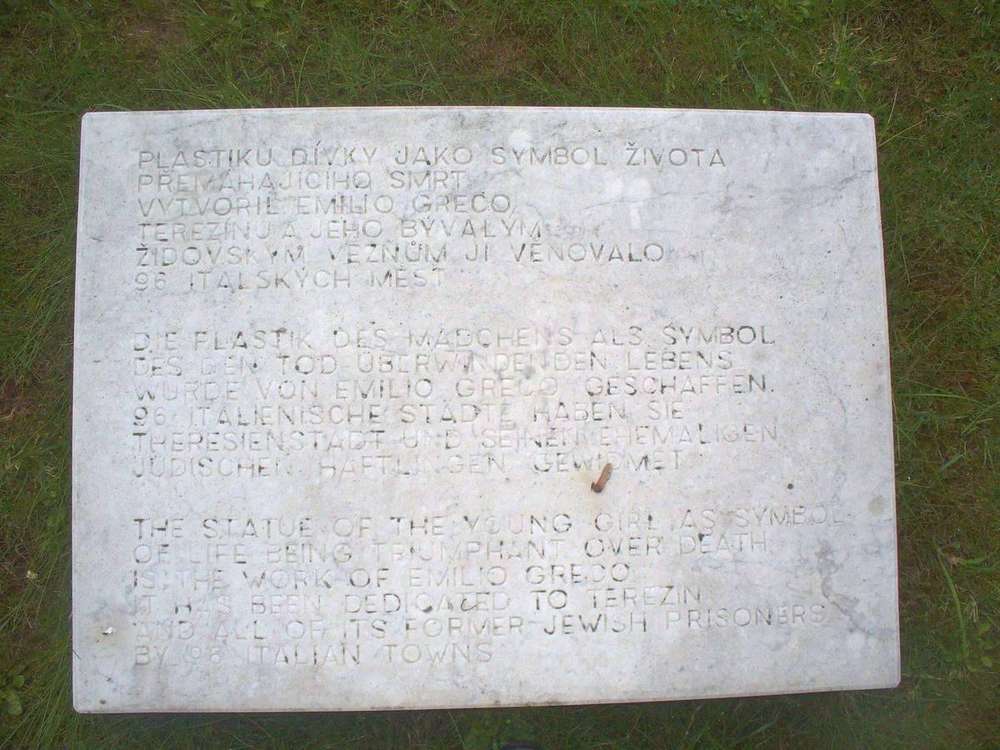 PLASTIKU DÍVKY JAKO SYMBOL ŽIVOTA
PŘEMÁHAJÍCÍHO SMRT
VYTVOŘIL EMILIO GRECO
TEREZÍNU A JEHO BÝVALÝM
ŽIDOVSKÝM VĚZŇŮM JI VĚNOVALO
96 ITALSKÝCH MĚST
DIE PLASTIK DES MÄDCHENS ALS SYMBOL
DES DEN TOD ÜBERWINDENDEN LEBENS
WURDE VON EMILIO GRECO GESCHAFFEN.
96 ITALIENISCHE STÄDTE HABEN SIE
THERESIENSTADT UND SEINEN EHEMALIGEN
JÜDISCHEN HÄFTLINGEN GEWIDMET
THE STATUE OF THE YOUNG GIRL AS SYMBOL
OF LIFE BEING TRIUMPHANT OVER DEATH
IS THE WORK OF EMILIO GRECO
IT HAS BEEN DEDICATED TO TEREZIN
AND ALL OF ITS FORMER JEWISH PRISONERS
BY 96 ITALIAN TOWNS